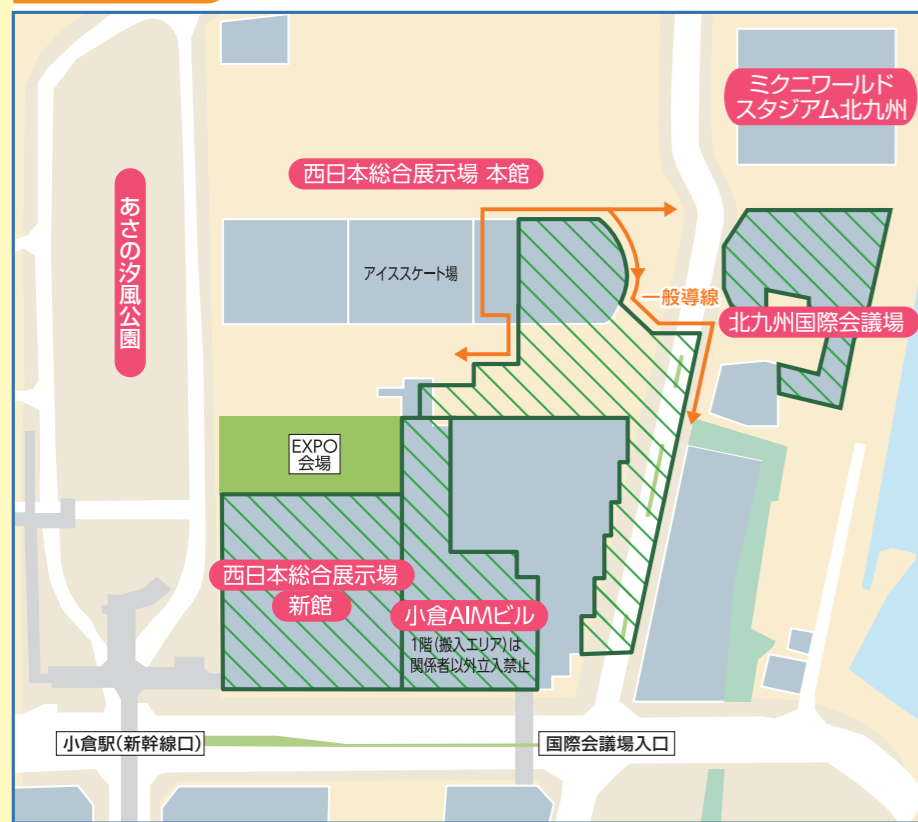 ミクニワールド
スタジアム北九州
西日本総合展示場 本館
あさの汐風公園
アイススケート場
一般導線
北九州国際会議場
EXPO
会場
西日本総合展示場
新館
小倉AIMビル
1階(搬入エリア)は
関係者以外立入禁止
小倉駅(新幹線口)
国際会議場入口